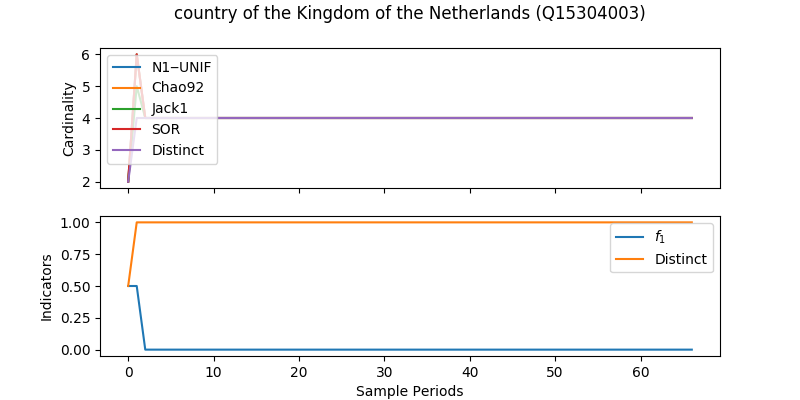 country of the Kingdom of the Netherlands (Q15304003)
6
5
4
3
2
Cardinality
N1−UNIF
Chao92
Jack1
SOR
Distinct
1.00
0.75
0.50
0.25
0.00
Indicators
f1
Distinct
0 10 20 30 40 50 60
Sample Periods